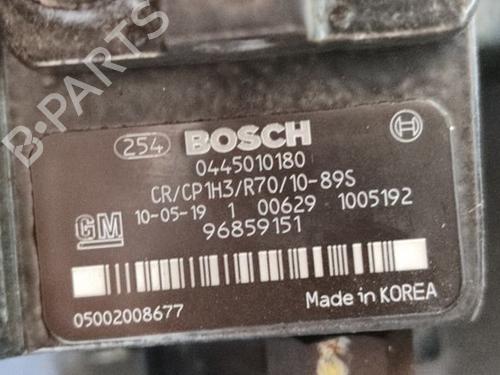 254 BOSCH
0445010180
CR/CP1H3/R70/10-89S
10-05-19 1 00629 1005192
GM 96859151
05002008677 Made in KOREA
B-PARTS